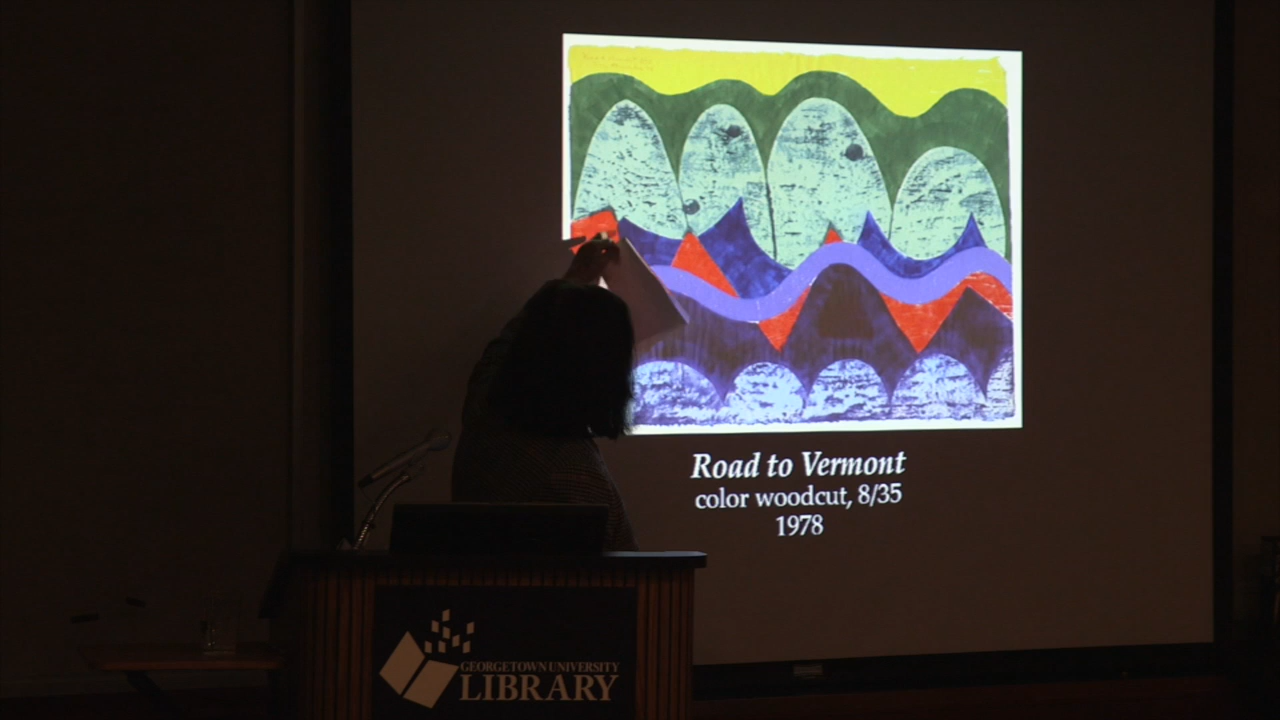 Road to Vermont
color woodcut, 8/35
1978
GEORGETOWN UNIVERSITY
LIBRARY